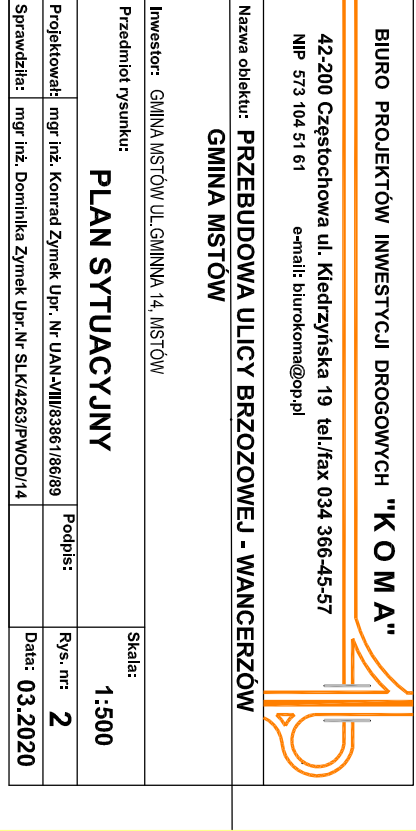 BIURO PROJEKTÓW INWESTYCJI DROGOWYCH "K O M A"
42-200 Częstochowa ul. Kiedrzyńska 19 tel./fax 034 366-45-57
NIP 573 104 51 61 e-mail: biurokoma@op.pl
Nazwa obiektu: PRZEBUDOWA ULICY BRZOZOWEJ - WANCERZÓW
GMINA MSTÓW
Inwestor: GMINA MSTÓW UL.GMINNA 14, MSTÓW
Przedmiot rysunku:
PLAN SYTUACYJNY
Skala:
1:500
Projektował: mgr inż. Konrad Zymek Upr. Nr UAN-VIII/83861/86/89
Podpis:
Rys. nr: 2
Sprawdziła: mgr inż. Dominika Zymek Upr.Nr SLK/4263/PWOD/14
Data: 03.2020